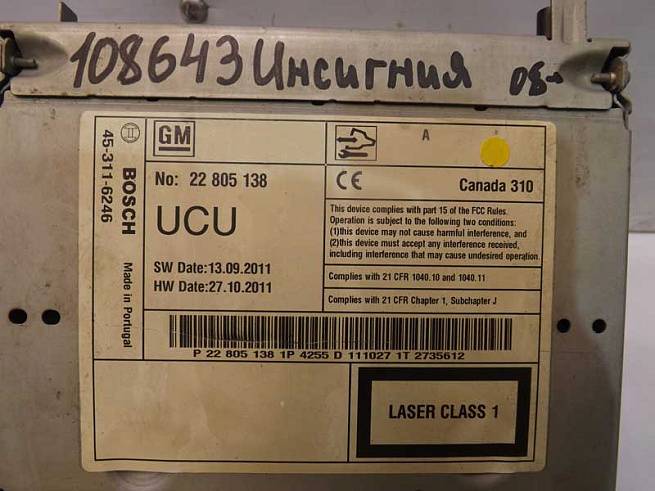 108643 Инсигния 08-
45-311-6246
BOSCH
Made in Portugal
GM
No: 22 805 138
UCU
SW Date:13.09.2011
HW Date:27.10.2011
A
CE
Canada 310
This device complies with part 15 of the FCC Rules.
Operation is subject to the following two conditions:
(1)this device may not cause harmful interference, and
(2)this device must accept any interference received,
including interference that may cause undesired operation.
Complies with 21 CFR 1040.10 and 1040.11
Complies with 21 CFR Chapter 1, Subchapter J
P 22 805 138 1P 4255 D 111027 1T 2735612
LASER CLASS 1